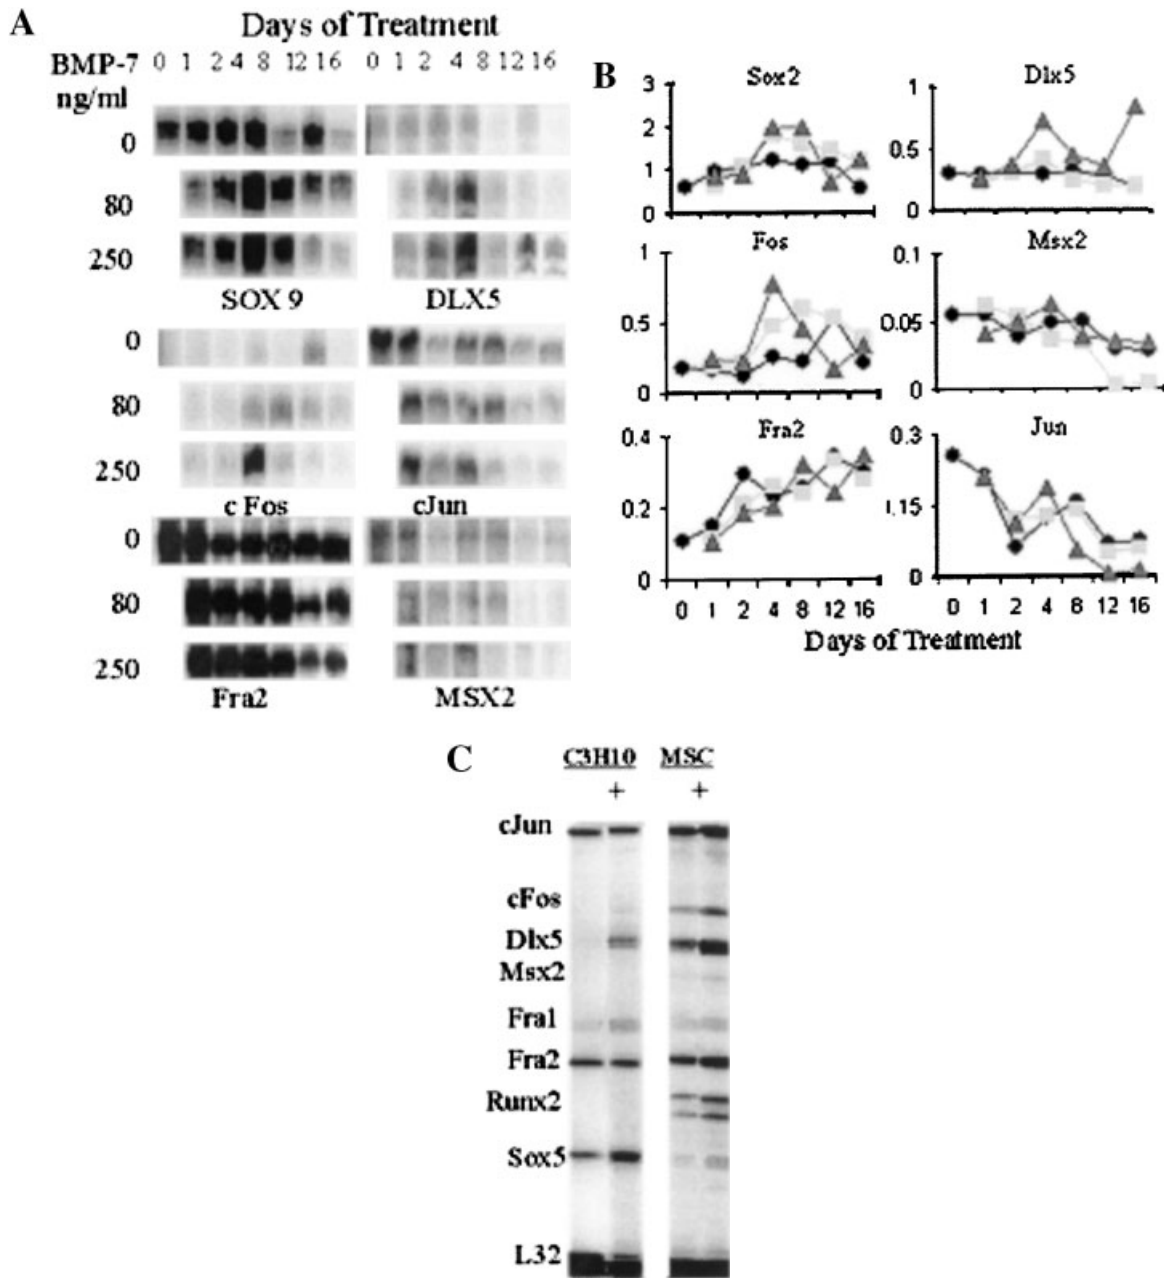 A
Days of Treatment
BMP-7 0 1 2 4 8 12 16 0 1 2 4 8 12 16
ng/ml
0
80
250
SOX 9 DLX5
0
80
250
c Fos cJun
0
80
250
Fra2 MSX2
B
Sox2 Dlx5
3
2
1
0
1
0.5
0
Fos Msx2
1
0.5
0
0.1
0.05
0
Fra2 Jun
0.4
0.2
0
0.3
0
0 1 2 4 8 12 16 0 1 2 4 8 12 16
Days of Treatment
C
C3H10 MSC
+ +
cJun
cFos
Dlx5
Msx2
Fra1
Fra2
Runx2
Sox5
L32